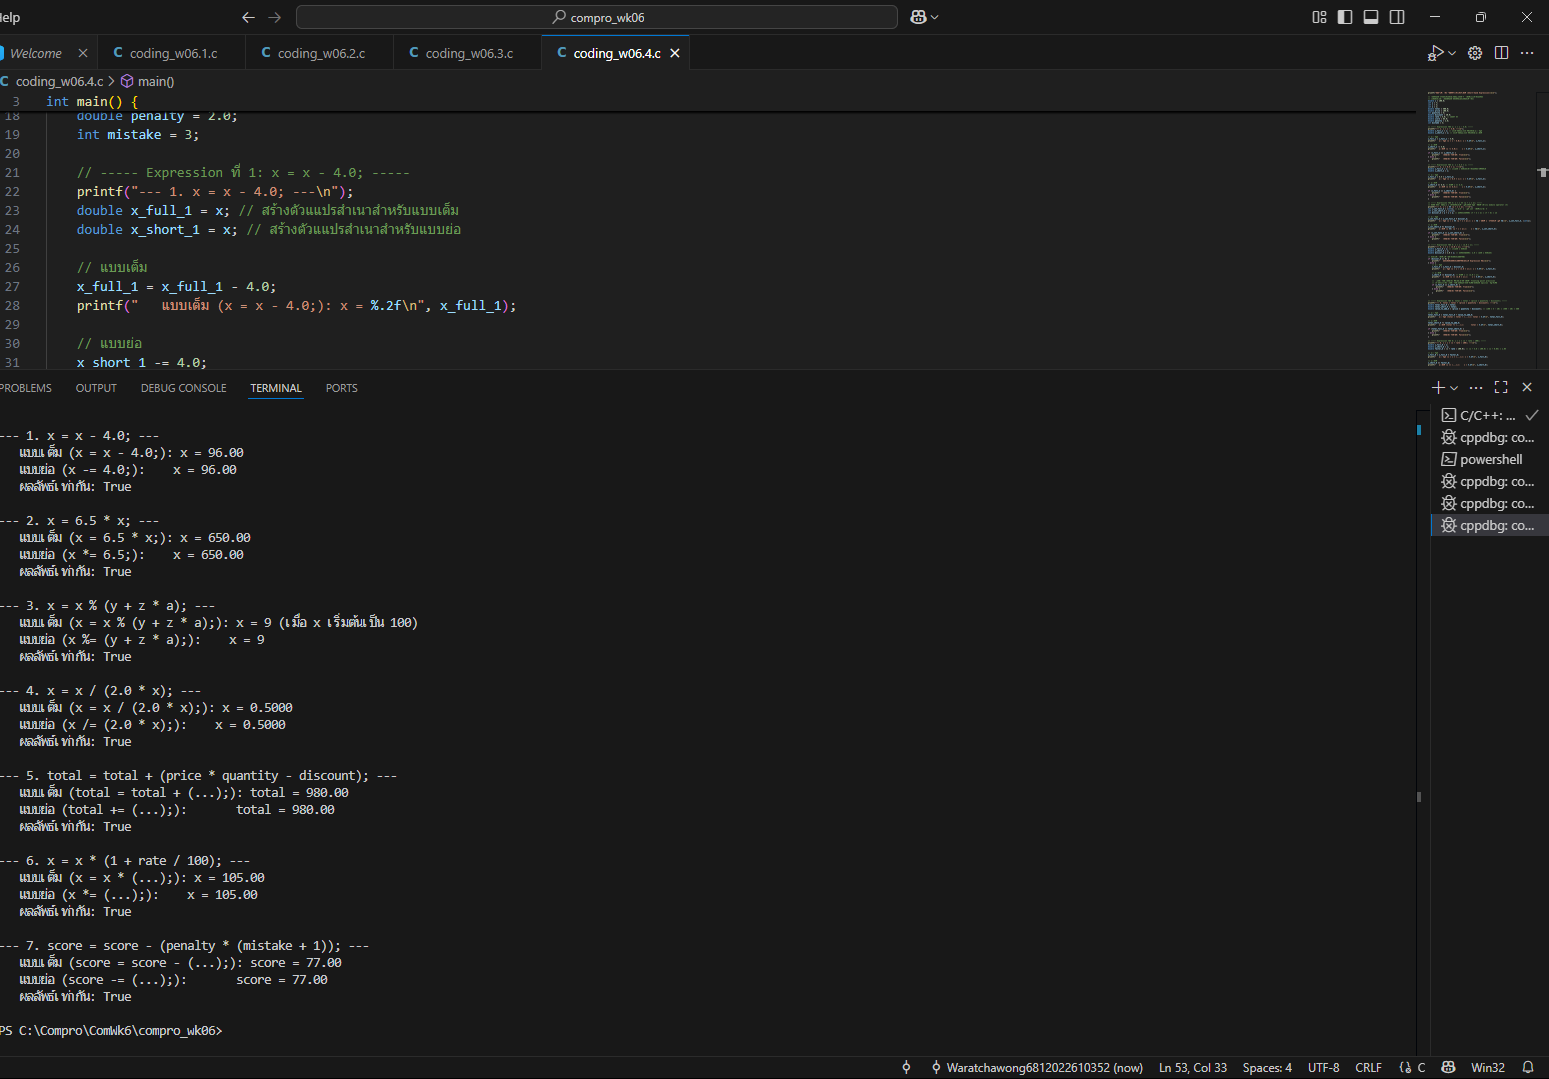 Help
compro_wk06
Welcome
C coding_w06.1.c
C coding_w06.2.c
C coding_w06.3.c
C coding_w06.4.c
C coding_w06.4.c > main()
3 int main() {
18 double penalty = 2.0;
19 int mistake = 3;
20
21 // ----- Expression ที่ 1: x = x - 4.0; -----
22 printf("--- 1. x = x - 4.0; ---\n");
23 double x_full_1 = x; // สร้างตัวแแปรสำเนาสำหรับแบบเต็ม
24 double x_short_1 = x; // สร้างตัวแแปรสำเนาสำหรับแบบย่อ
25
26 // แบบเต็ม
27 x_full_1 = x_full_1 - 4.0;
28 printf("   แบบเต็ม (x = x - 4.0;): x = %.2f\n", x_full_1);
29
30 // แบบย่อ
31 x_short_1 -= 4.0;
PROBLEMS OUTPUT DEBUG CONSOLE TERMINAL PORTS
C/C++: ...
cppdbg: co...
powershell
cppdbg: co...
cppdbg: co...
cppdbg: co...
--- 1. x = x - 4.0; ---
แบบเต็ม (x = x - 4.0;): x = 96.00
แบบย่อ (x -= 4.0;):    x = 96.00
ผลลัพธ์เท่ากัน: True
--- 2. x = 6.5 * x; ---
แบบเต็ม (x = 6.5 * x;): x = 650.00
แบบย่อ (x *= 6.5;):    x = 650.00
ผลลัพธ์เท่ากัน: True
--- 3. x = x % (y + z * a); ---
แบบเต็ม (x = x % (y + z * a);): x = 9 (เมื่อ x เริ่มต้นเป็น 100)
แบบย่อ (x %= (y + z * a);):    x = 9
ผลลัพธ์เท่ากัน: True
--- 4. x = x / (2.0 * x); ---
แบบเต็ม (x = x / (2.0 * x);): x = 0.5000
แบบย่อ (x /= (2.0 * x);):    x = 0.5000
ผลลัพธ์เท่ากัน: True
--- 5. total = total + (price * quantity - discount); ---
แบบเต็ม (total = total + (...);): total = 980.00
แบบย่อ (total += (...);):       total = 980.00
ผลลัพธ์เท่ากัน: True
--- 6. x = x * (1 + rate / 100); ---
แบบเต็ม (x = x * (...);): x = 105.00
แบบย่อ (x *= (...);):    x = 105.00
ผลลัพธ์เท่ากัน: True
--- 7. score = score - (penalty * (mistake + 1)); ---
แบบเต็ม (score = score - (...);): score = 77.00
แบบย่อ (score -= (...);):       score = 77.00
ผลลัพธ์เท่ากัน: True
PS C:\Compro\ComWk6\compro_wk06>
Waratchawong6812022610352 (now) Ln 53, Col 33 Spaces: 4 UTF-8 CRLF C Win32